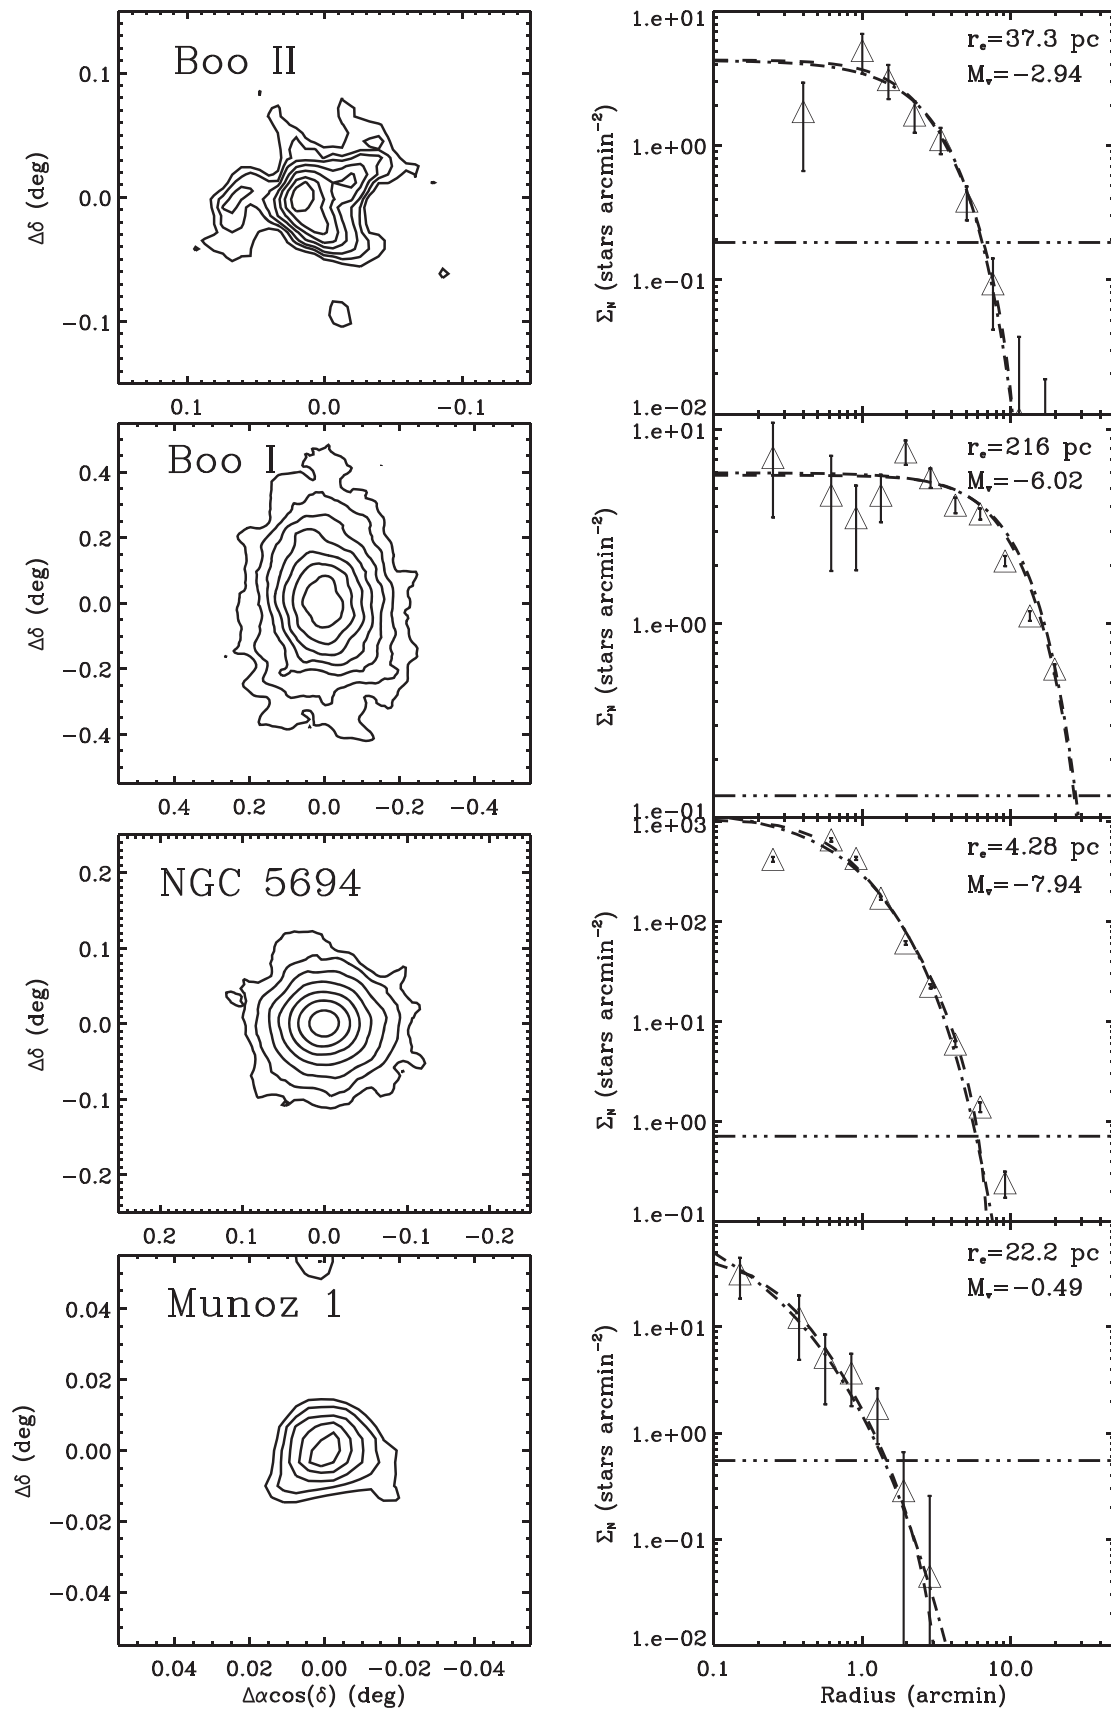 Boo II
Δδ (deg)
0.1
0.0
−0.1
0.1 0.0 −0.1
1.e+01
1.e+00
1.e−01
1.e−02
Σ_N (stars arcmin⁻²)
r_e=37.3 pc
M_v=−2.94
Boo I
Δδ (deg)
0.4
0.2
0.0
−0.2
−0.4
0.4 0.2 0.0 −0.2 −0.4
1.e+01
1.e+00
1.e−01
Σ_N (stars arcmin⁻²)
r_e=216 pc
M_v=−6.02
NGC 5694
Δδ (deg)
0.2
0.1
0.0
−0.1
−0.2
0.2 0.1 0.0 −0.1 −0.2
1.e+03
1.e+02
1.e+01
1.e+00
1.e−01
Σ_N (stars arcmin⁻²)
r_e=4.28 pc
M_v=−7.94
Munoz 1
Δδ (deg)
0.04
0.02
0.00
−0.02
−0.04
0.04 0.02 0.00 −0.02 −0.04
Δαcos(δ) (deg)
1.e+01
1.e+00
1.e−01
1.e−02
Σ_N (stars arcmin⁻²)
r_e=22.2 pc
M_v=−0.49
0.1 1.0 10.0
Radius (arcmin)